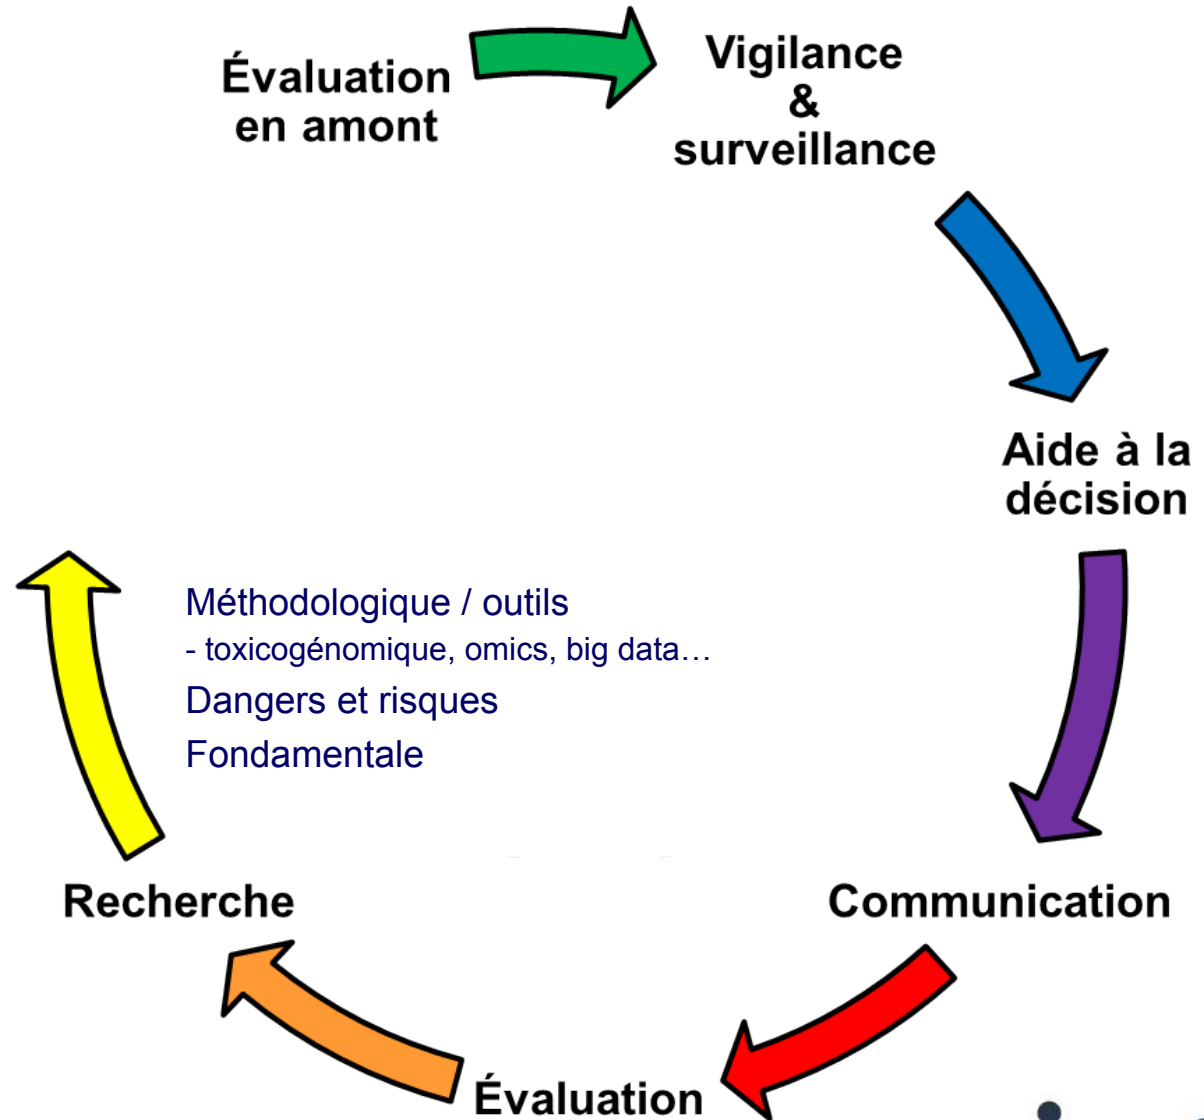 Évaluation
en amont
Vigilance
&
surveillance
Aide à la
décision
Méthodologique / outils
- toxicogénomique, omics, big data…
Dangers et risques
Fondamentale
Recherche
Communication
Évaluation